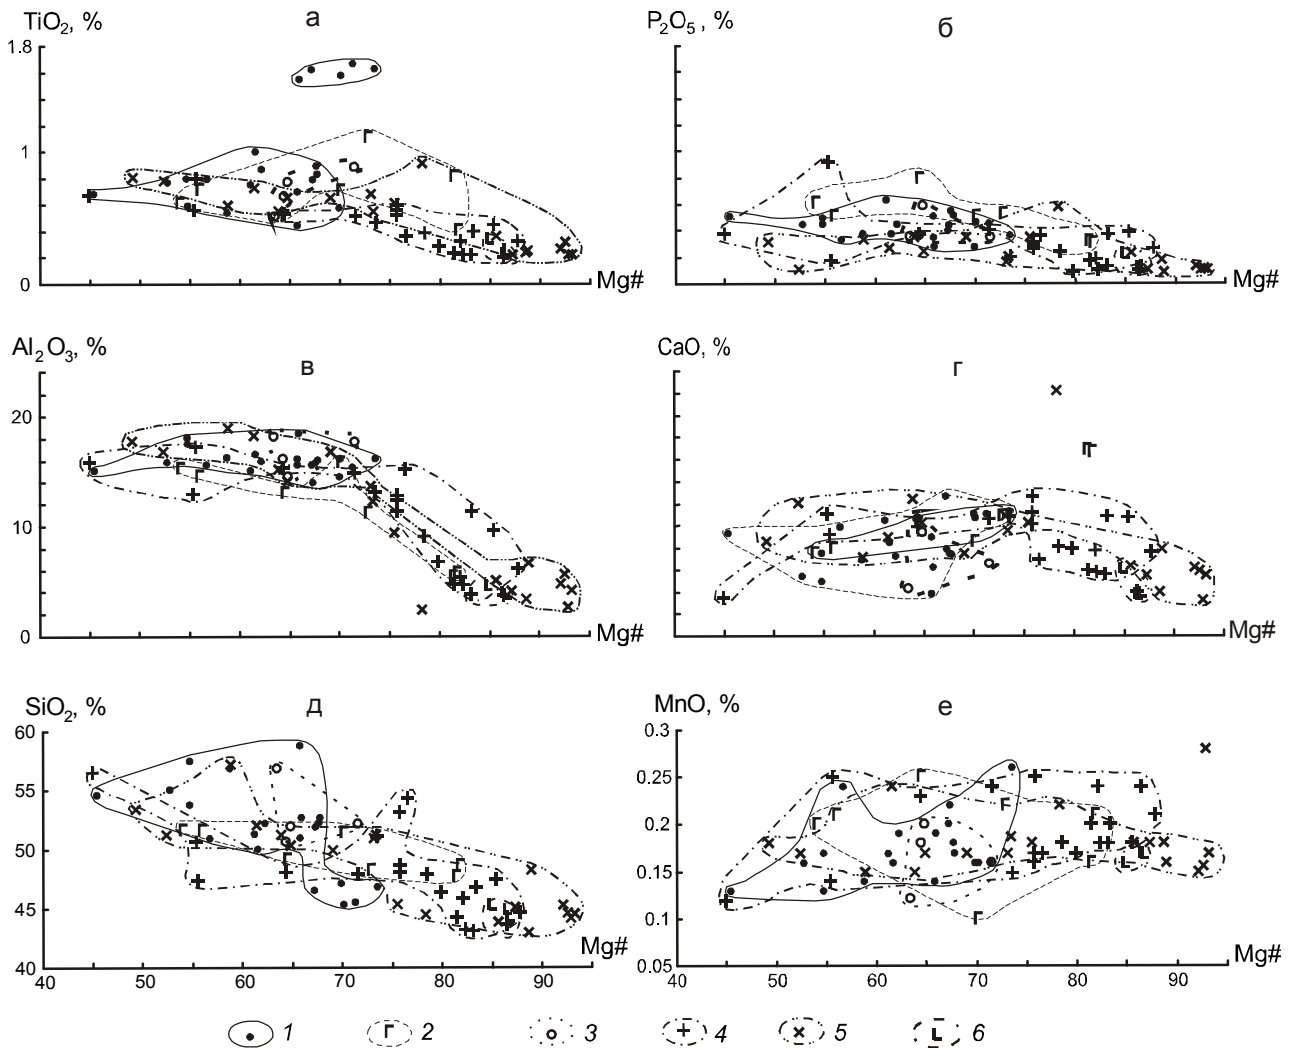 TiO2, %
а
1.8
1
0
Mg#
P2O5, %
б
Mg#
Al2O3, %
в
20
10
0
Mg#
CaO, %
г
Mg#
SiO2, %
д
60
55
50
45
40
Mg#
40 50 60 70 80 90
MnO, %
е
0.3
0.25
0.2
0.15
0.1
0.05
Mg#
40 50 60 70 80 90
1 Г 2 3 4 5 L 6